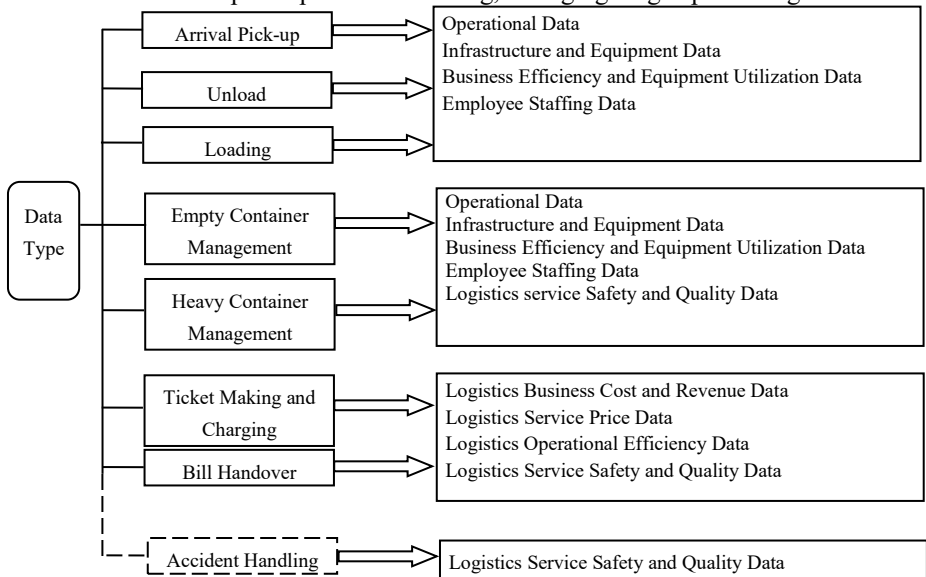 Arrival Pick-up
Operational Data
Infrastructure and Equipment Data
Business Efficiency and Equipment Utilization Data
Employee Staffing Data
Unload
Loading
Data
Type
Empty Container
Management
Operational Data
Infrastructure and Equipment Data
Business Efficiency and Equipment Utilization Data
Employee Staffing Data
Logistics service Safety and Quality Data
Heavy Container
Management
Ticket Making and
Charging
Logistics Business Cost and Revenue Data
Logistics Service Price Data
Logistics Operational Efficiency Data
Logistics Service Safety and Quality Data
Bill Handover
Accident Handling
Logistics Service Safety and Quality Data